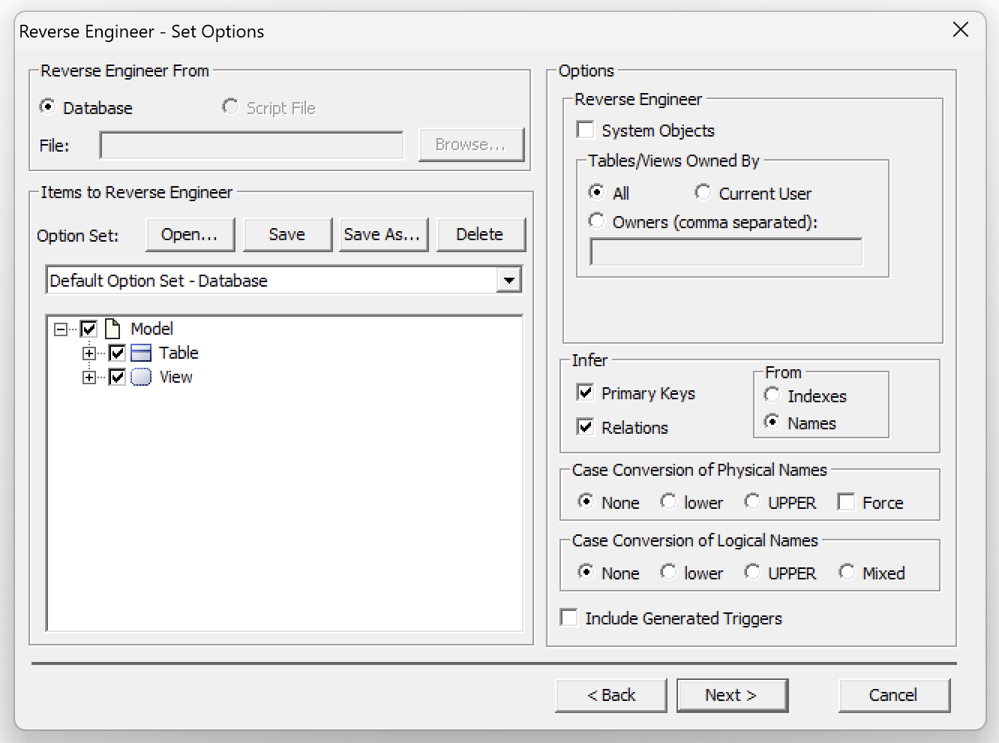 Reverse Engineer - Set Options
Reverse Engineer From
Database
Script File
File:
Browse...
Items to Reverse Engineer
Option Set:
Open...
Save
Save As...
Delete
Default Option Set - Database
Model
Table
View
Options
Reverse Engineer
System Objects
Tables/Views Owned By
All
Current User
Owners (comma separated):
Infer
Primary Keys
Relations
From
Indexes
Names
Case Conversion of Physical Names
None
lower
UPPER
Force
Case Conversion of Logical Names
None
lower
UPPER
Mixed
Include Generated Triggers
< Back
Next >
Cancel